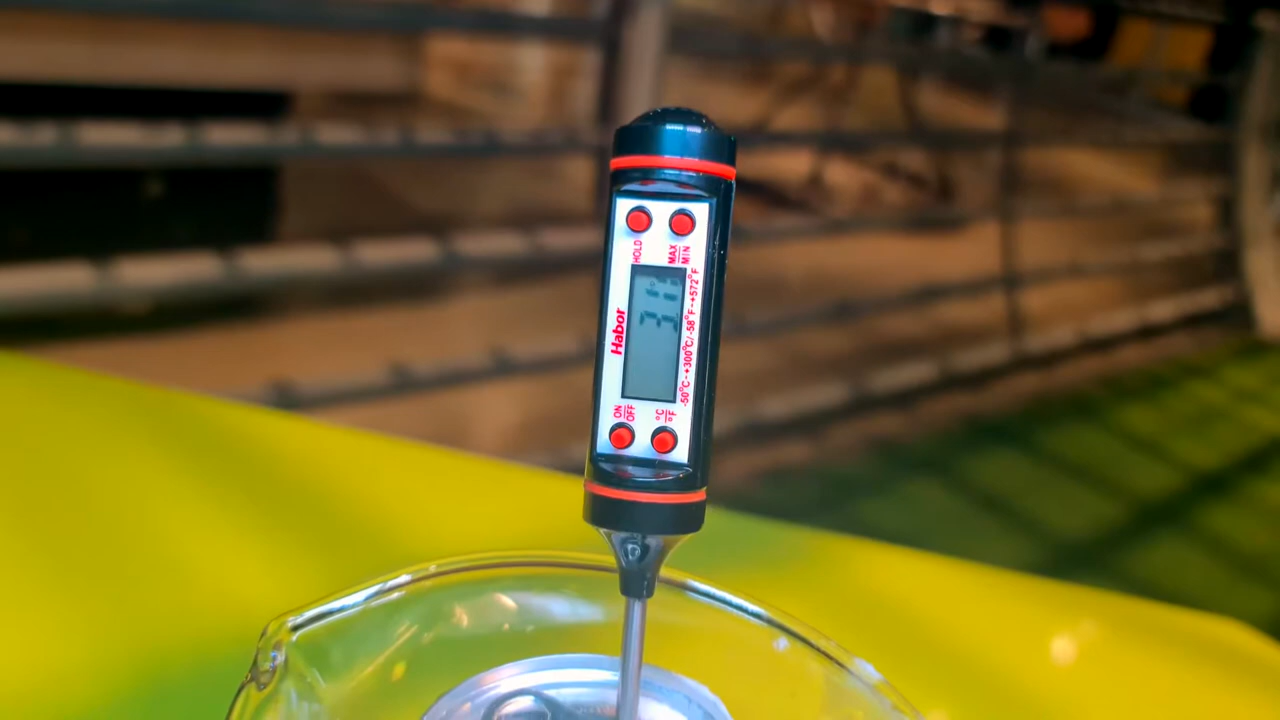 HOLD
MAX
MIN
Habor
-50°C-+300°C/-58°F-+572°F
ON
OFF
°C
°F